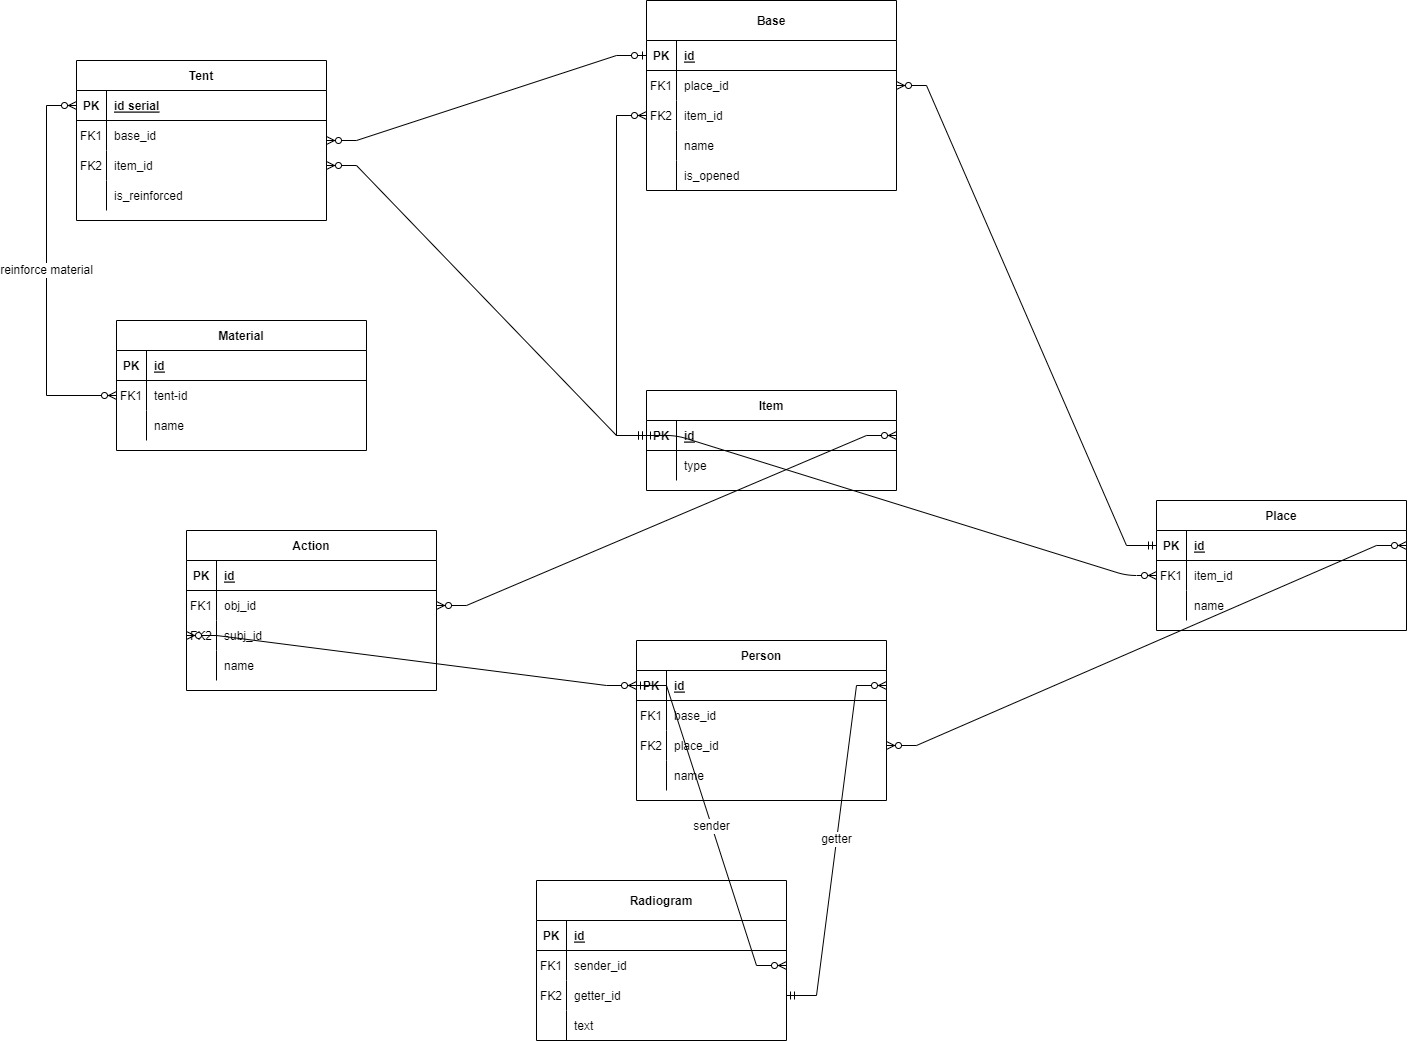 Base
PK id
FK1 place_id
FK2 item_id
name
is_opened
Tent
PK id serial
FK1 base_id
FK2 item_id
is_reinforced
reinforce material
Material
PK id
FK1 tent-id
name
Item
PK id
type
Place
PK id
FK1 item_id
name
Action
PK id
FK1 obj_id
FK2 subj_id
name
Person
PK id
FK1 base_id
FK2 place_id
name
sender
getter
Radiogram
PK id
FK1 sender_id
FK2 getter_id
text